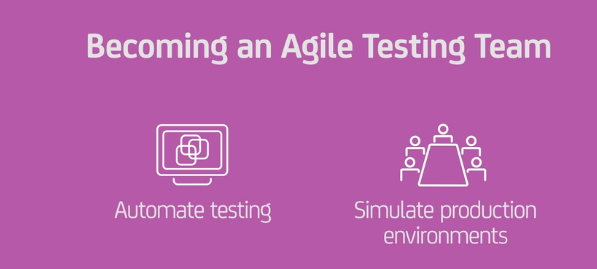 Becoming an Agile Testing Team
Automate testing
Simulate production
environments